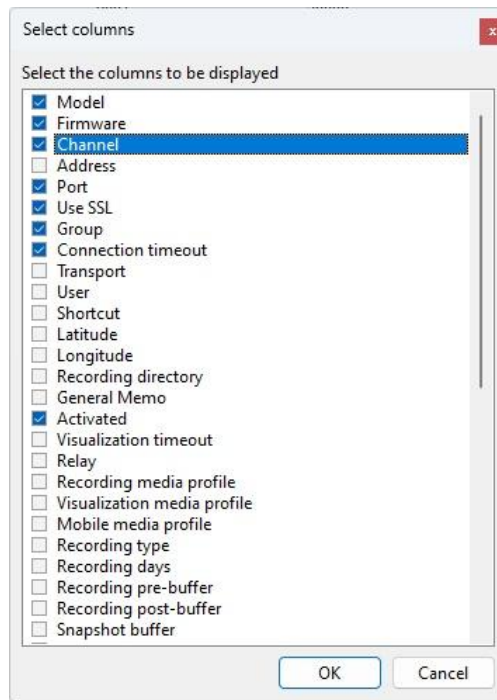 Select columns
x
Select the columns to be displayed
Model
Firmware
Channel
Address
Port
Use SSL
Group
Connection timeout
Transport
User
Shortcut
Latitude
Longitude
Recording directory
General Memo
Activated
Visualization timeout
Relay
Recording media profile
Visualization media profile
Mobile media profile
Recording type
Recording days
Recording pre-buffer
Recording post-buffer
Snapshot buffer
OK Cancel